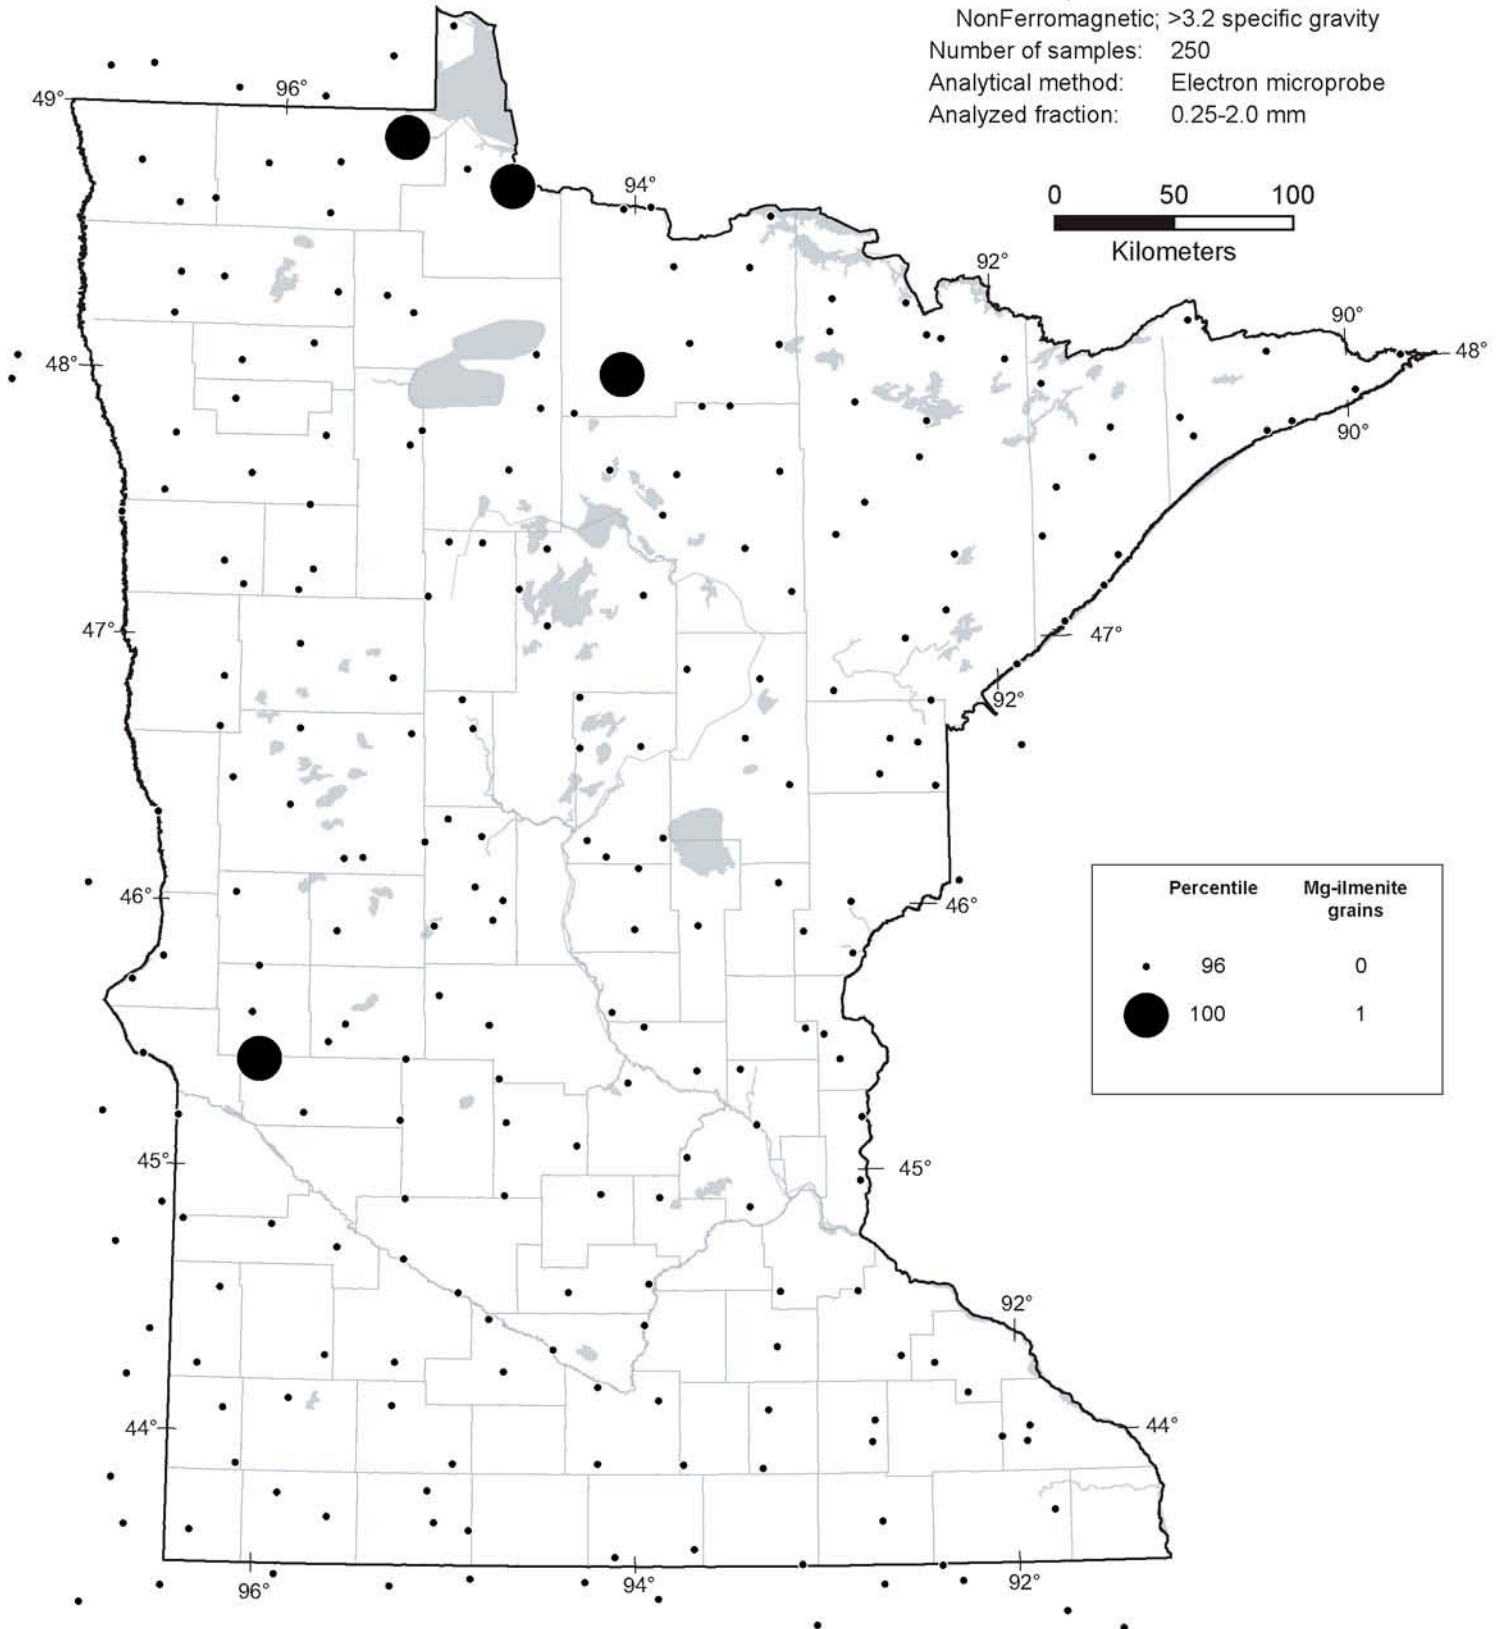 NonFerromagnetic; >3.2 specific gravity
Number of samples: 250
Analytical method: Electron microprobe
Analyzed fraction: 0.25-2.0 mm
0 50 100
Kilometers
49°
96°
94°
92°
90°
48°
48°
90°
47°
47°
92°
46°
46°
Percentile Mg-ilmenite
grains
96 0
100 1
45°
45°
92°
44°
44°
96°
94°
92°